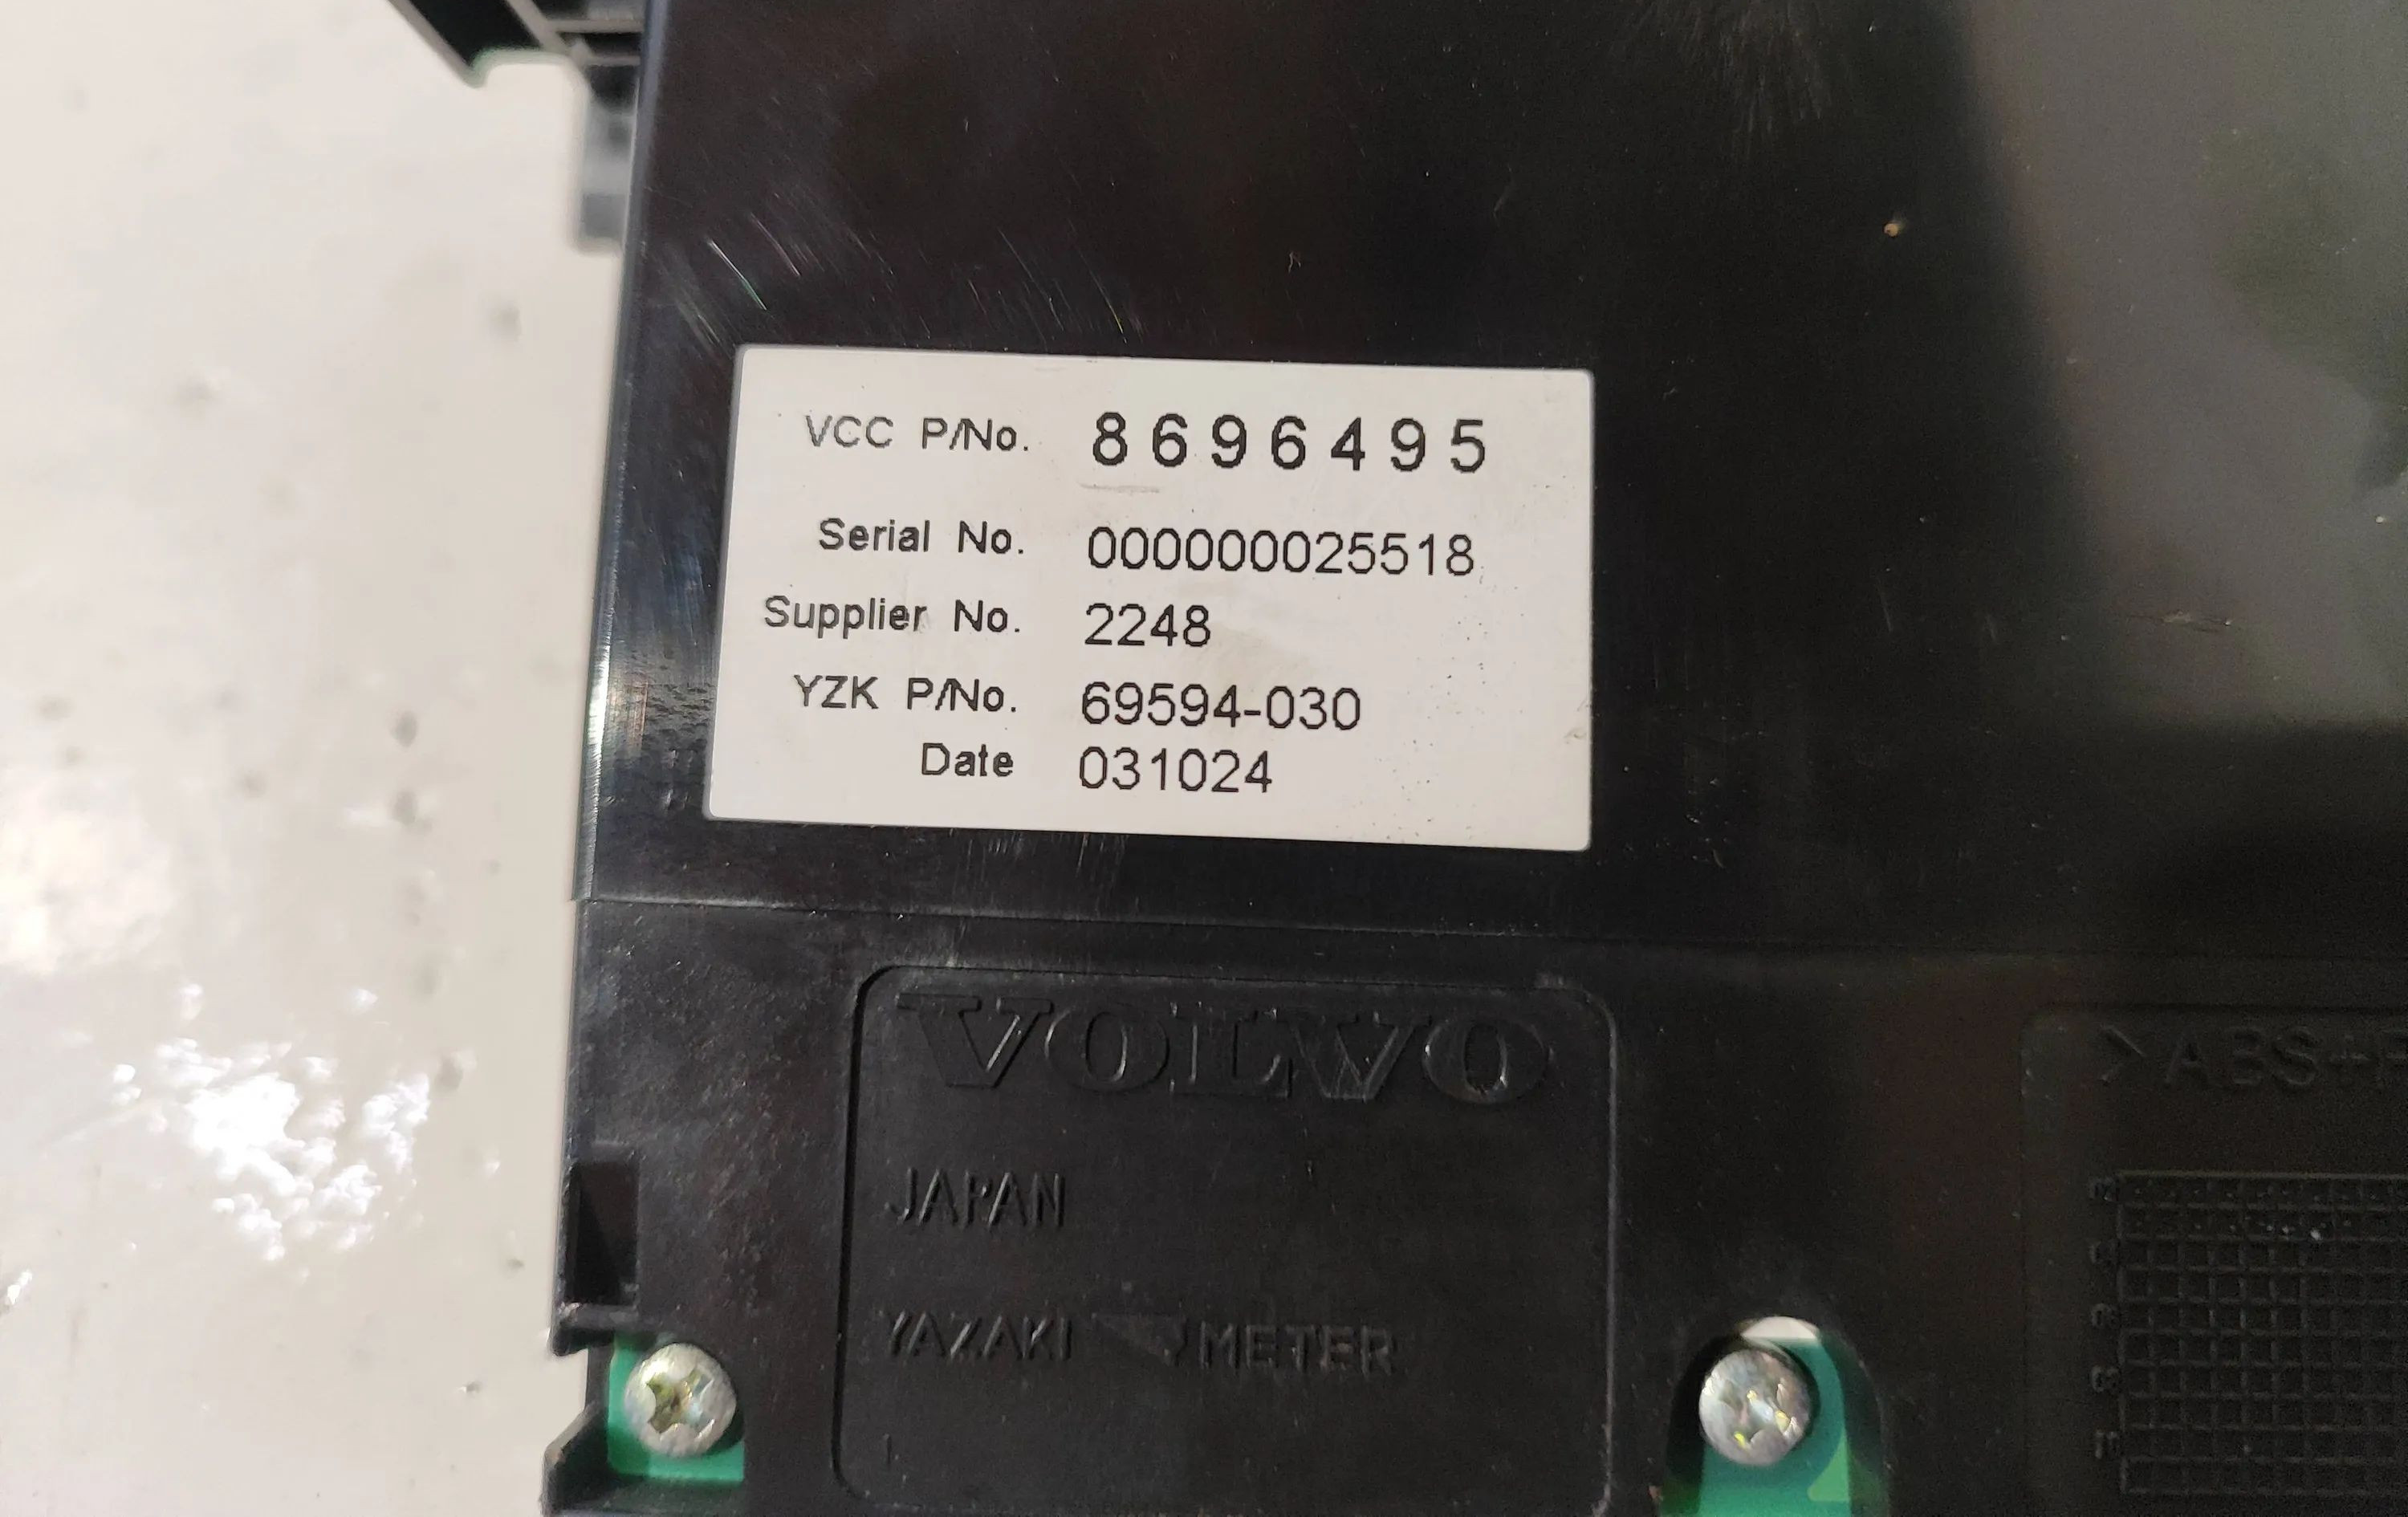 VCC P/No. 8696495
Serial No. 000000025518
Supplier No. 2248
YZK P/No. 69594-030
Date 031024
VOLVO
JAPAN
YAZAKI METER
>ABS+